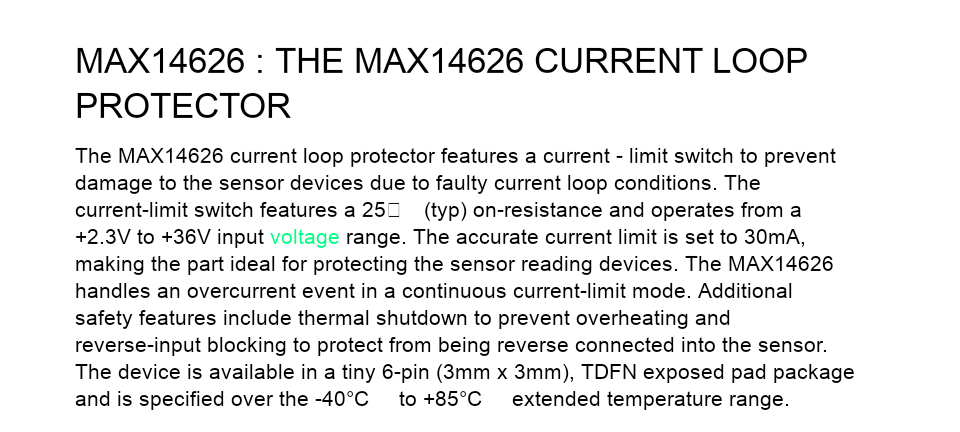 MAX14626 : THE MAX14626 CURRENT LOOP
PROTECTOR
The MAX14626 current loop protector features a current - limit switch to prevent
damage to the sensor devices due to faulty current loop conditions. The
current-limit switch features a 25□ (typ) on-resistance and operates from a
+2.3V to +36V input voltage range. The accurate current limit is set to 30mA,
making the part ideal for protecting the sensor reading devices. The MAX14626
handles an overcurrent event in a continuous current-limit mode. Additional
safety features include thermal shutdown to prevent overheating and
reverse-input blocking to protect from being reverse connected into the sensor.
The device is available in a tiny 6-pin (3mm x 3mm), TDFN exposed pad package
and is specified over the -40°C to +85°C extended temperature range.